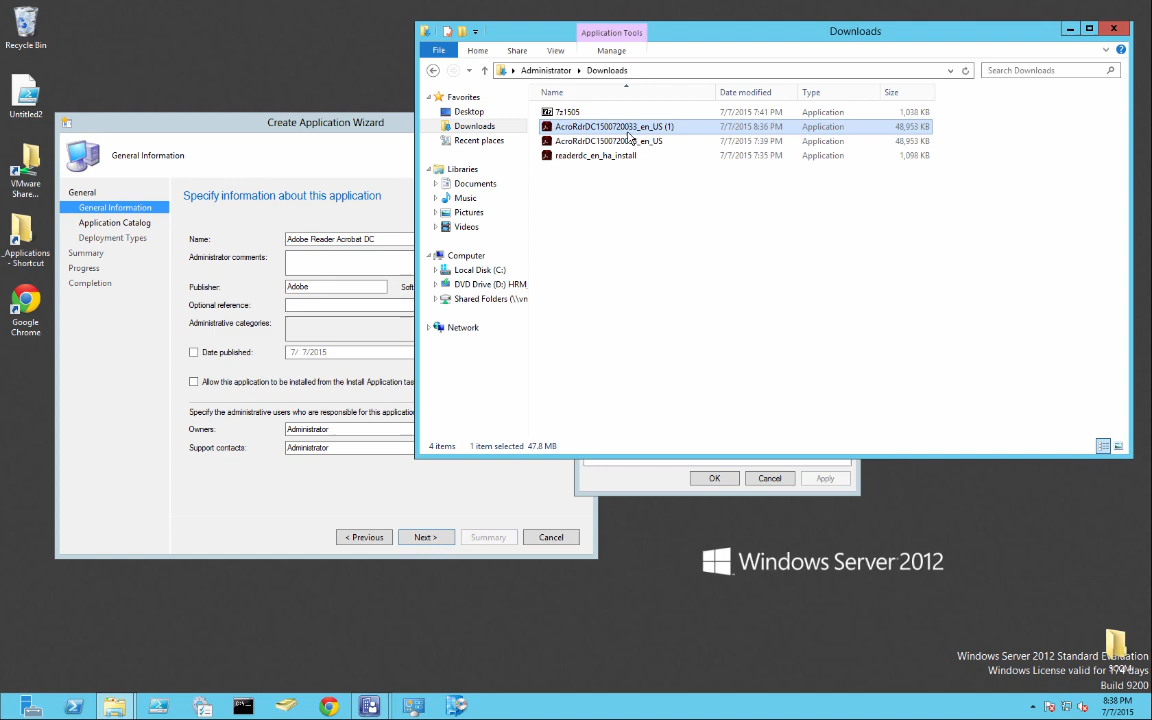 Recycle Bin
Untitled2
VMware
Share...
_Applications
- Shortcut
Google
Chrome
Create Application Wizard
General Information
General
General Information
Application Catalog
Deployment Types
Summary
Progress
Completion
Specify information about this application
Name:
Adobe Reader Acrobat DC
Administrator comments:
Publisher:
Adobe
Optional reference:
Administrative categories:
Date published:
7/ 7/2015
Allow this application to be installed from the Install Application
Specify the administrative users who are responsible for this application
Owners:
Administrator
Support contacts:
Administrator
< Previous
Next >
Summary
Cancel
Application Tools
Downloads
File
Home
Share
View
Manage
Administrator
Downloads
Search Downloads
Favorites
Desktop
Downloads
Recent places
Libraries
Documents
Music
Pictures
Videos
Computer
Local Disk (C:)
DVD Drive (D:) HRM_
Shared Folders (\\vn
Network
Name
Date modified
Type
Size
7z1505
7/7/2015 7:41 PM
Application
1,038 KB
AcroRdrDC1500720033_en_US (1)
7/7/2015 8:36 PM
Application
48,953 KB
7/7/2015 7:39 PM
Application
48,953 KB
readerdc_en_ha_install
7/7/2015 7:35 PM
Application
1,098 KB
4 items
1 item selected 47.8 MB
OK
Cancel
Apply
Windows Server 2012
Windows Server 2012 Standard
Windows License valid for days
Build 9200
8:38 PM
7/7/2015